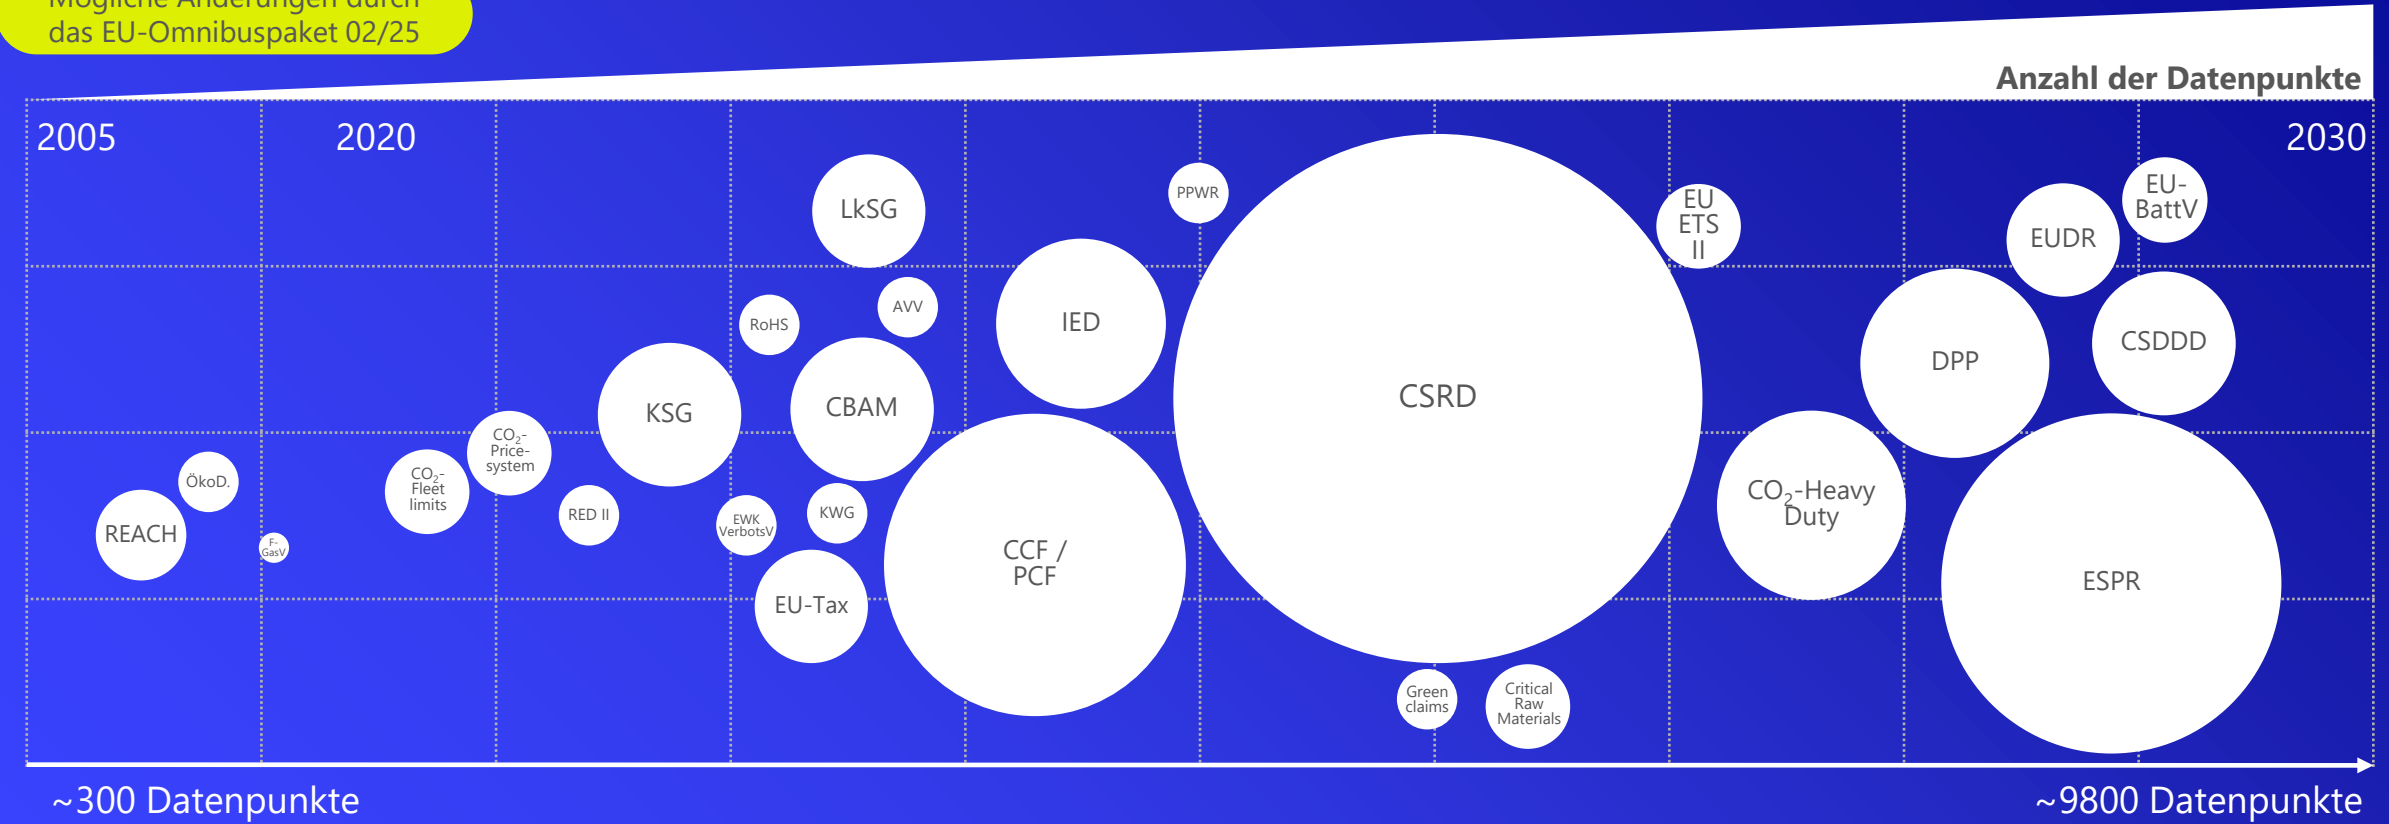 Mögliche Änderungen durch
das EU-Omnibuspaket 02/25
Anzahl der Datenpunkte
2005
2020
2030
REACH
ÖkoD.
F-
GasV
CO₂-
Fleet
limits
CO₂-
Price-
system
RED II
KSG
RoHS
EWK
VerbotsV
LkSG
AVV
CBAM
KWG
EU-Tax
IED
CCF /
PCF
PPWR
CSRD
Green
claims
Critical
Raw
Materials
EU
ETS
II
CO₂-Heavy
Duty
DPP
EUDR
EU-
BattV
CSDDD
ESPR
~300 Datenpunkte
~9800 Datenpunkte